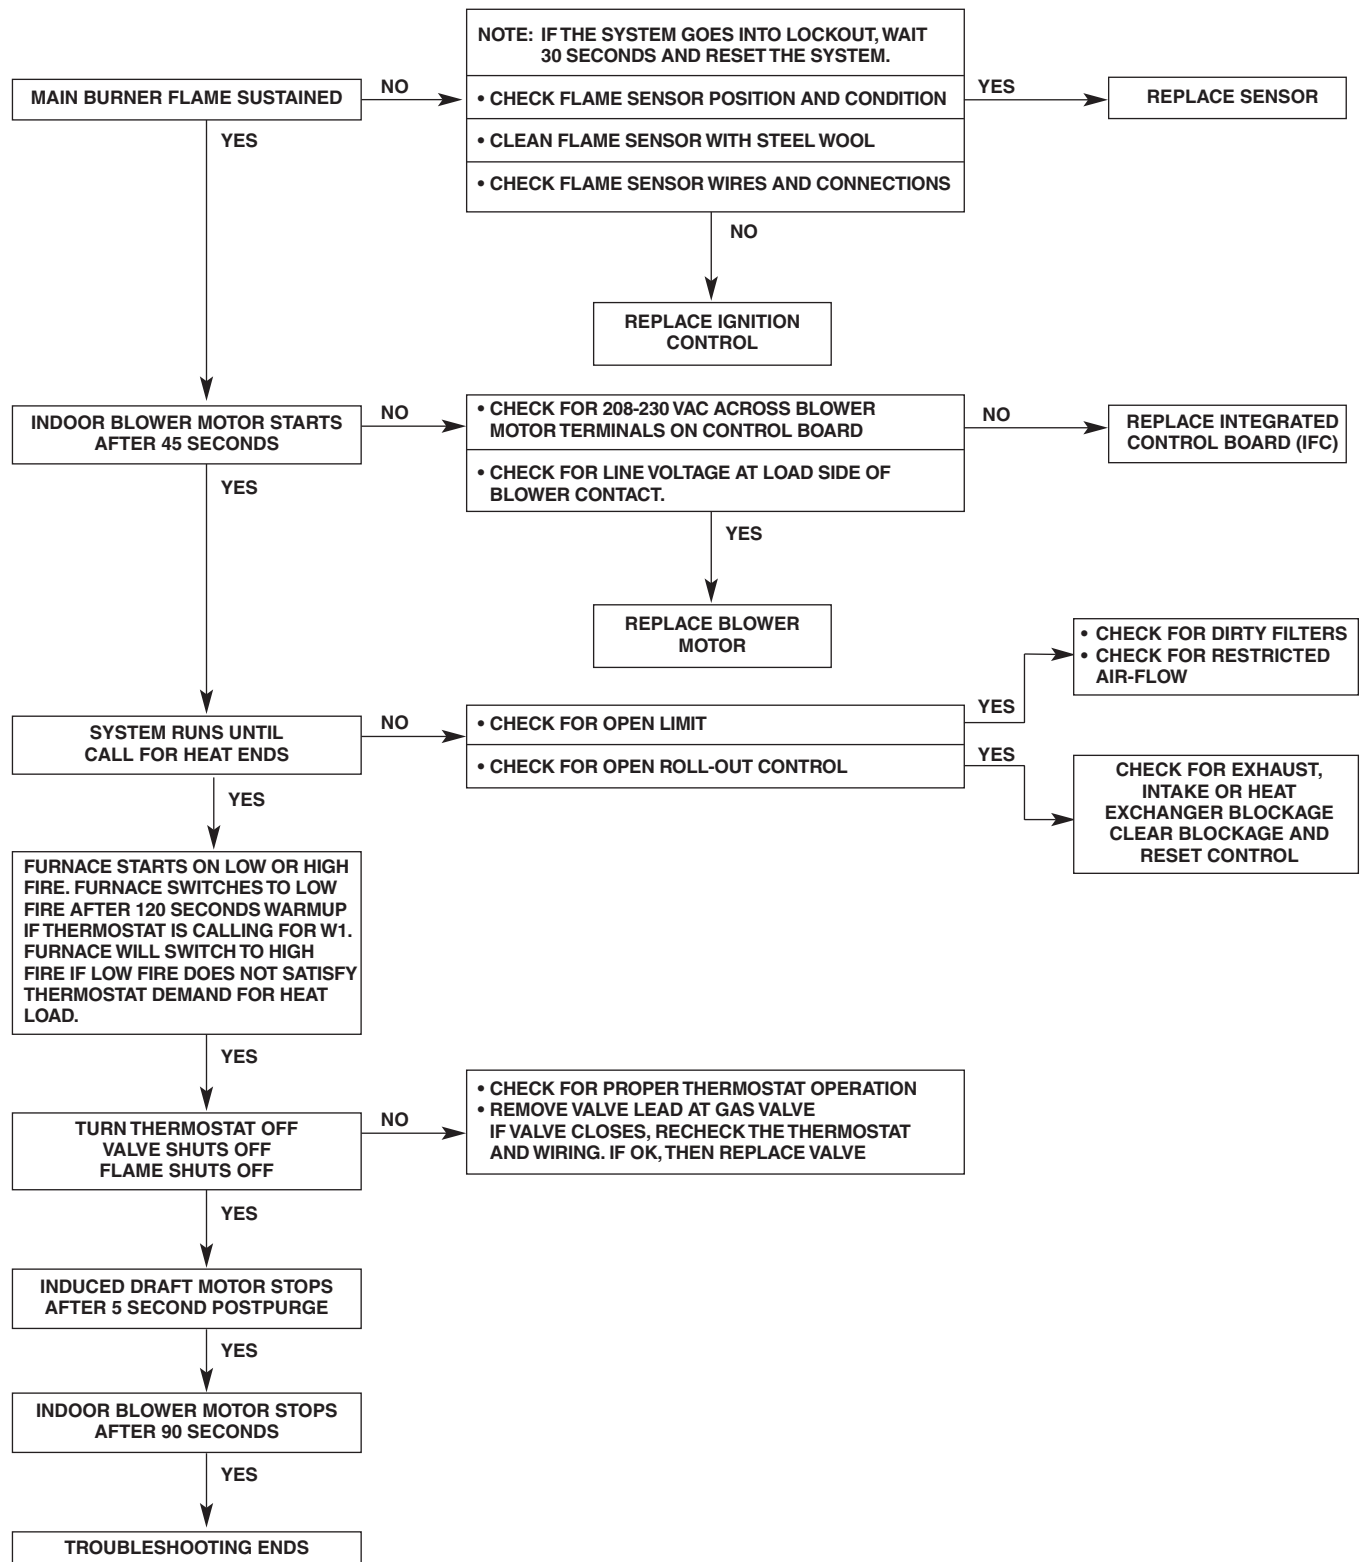 NOTE: IF THE SYSTEM GOES INTO LOCKOUT, WAIT
30 SECONDS AND RESET THE SYSTEM.
MAIN BURNER FLAME SUSTAINED
NO
• CHECK FLAME SENSOR POSITION AND CONDITION
YES
REPLACE SENSOR
YES
• CLEAN FLAME SENSOR WITH STEEL WOOL
• CHECK FLAME SENSOR WIRES AND CONNECTIONS
NO
REPLACE IGNITION
CONTROL
INDOOR BLOWER MOTOR STARTS
AFTER 45 SECONDS
NO
• CHECK FOR 208-230 VAC ACROSS BLOWER
MOTOR TERMINALS ON CONTROL BOARD
NO
REPLACE INTEGRATED
CONTROL BOARD (IFC)
YES
• CHECK FOR LINE VOLTAGE AT LOAD SIDE OF
BLOWER CONTACT.
YES
REPLACE BLOWER
MOTOR
• CHECK FOR DIRTY FILTERS
• CHECK FOR RESTRICTED
AIR-FLOW
SYSTEM RUNS UNTIL
CALL FOR HEAT ENDS
NO
• CHECK FOR OPEN LIMIT
YES
• CHECK FOR OPEN ROLL-OUT CONTROL
YES
CHECK FOR EXHAUST,
INTAKE OR HEAT
EXCHANGER BLOCKAGE
CLEAR BLOCKAGE AND
RESET CONTROL
YES
FURNACE STARTS ON LOW OR HIGH
FIRE. FURNACE SWITCHES TO LOW
FIRE AFTER 120 SECONDS WARMUP
IF THERMOSTAT IS CALLING FOR W1.
FURNACE WILL SWITCH TO HIGH
FIRE IF LOW FIRE DOES NOT SATISFY
THERMOSTAT DEMAND FOR HEAT
LOAD.
YES
TURN THERMOSTAT OFF
VALVE SHUTS OFF
FLAME SHUTS OFF
NO
• CHECK FOR PROPER THERMOSTAT OPERATION
• REMOVE VALVE LEAD AT GAS VALVE
IF VALVE CLOSES, RECHECK THE THERMOSTAT
AND WIRING. IF OK, THEN REPLACE VALVE
YES
INDUCED DRAFT MOTOR STOPS
AFTER 5 SECOND POSTPURGE
YES
INDOOR BLOWER MOTOR STOPS
AFTER 90 SECONDS
YES
TROUBLESHOOTING ENDS